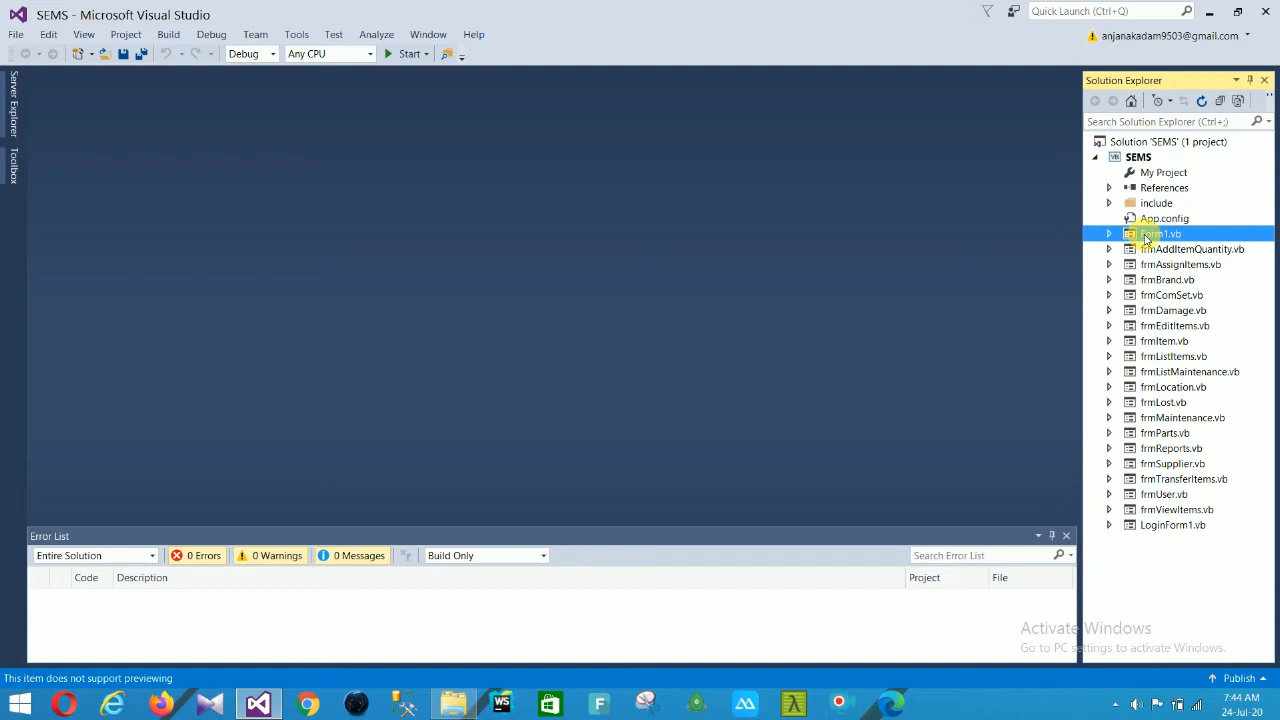 SEMS - Microsoft Visual Studio
Quick Launch (Ctrl+Q)
File Edit View Project Build Debug Team Tools Test Analyze Window Help
anjanakadam9503@gmail.com
Debug Any CPU Start
Server Explorer
Toolbox
Solution Explorer
Search Solution Explorer (Ctrl+;)
Solution 'SEMS' (1 project)
VB SEMS
My Project
References
include
App.config
Form1.vb
frmAddItemQuantity.vb
frmAssignItems.vb
frmBrand.vb
frmComSet.vb
frmDamage.vb
frmEditItems.vb
frmItem.vb
frmListItems.vb
frmListMaintenance.vb
frmLocation.vb
frmLost.vb
frmMaintenance.vb
frmParts.vb
frmReports.vb
frmSupplier.vb
frmTransferItems.vb
frmUser.vb
frmViewItems.vb
LoginForm1.vb
Error List
Entire Solution 0 Errors 0 Warnings 0 Messages Build Only Search Error List
Code Description Project File
Activate Windows
Go to PC settings to activate Windows.
This item does not support previewing Publish
WS F
7:44 AM
24-Jul-20